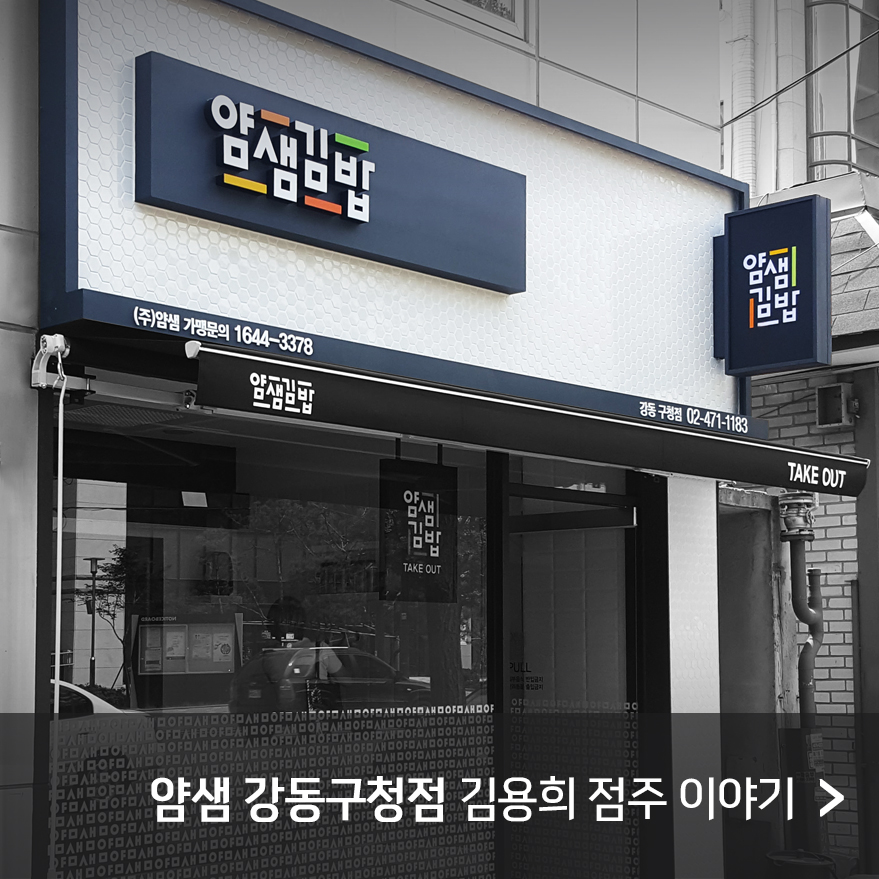 얌샘김밥
얌샘
김밥
(주)얌샘 가맹문의 1644-3378
얌샘김밥
강동 구청점 02-471-1183
TAKE OUT
얌샘
김밥
TAKE OUT
NOTEBOARD
PULL
얌샘 강동구청점 김용희 점주 이야기 >